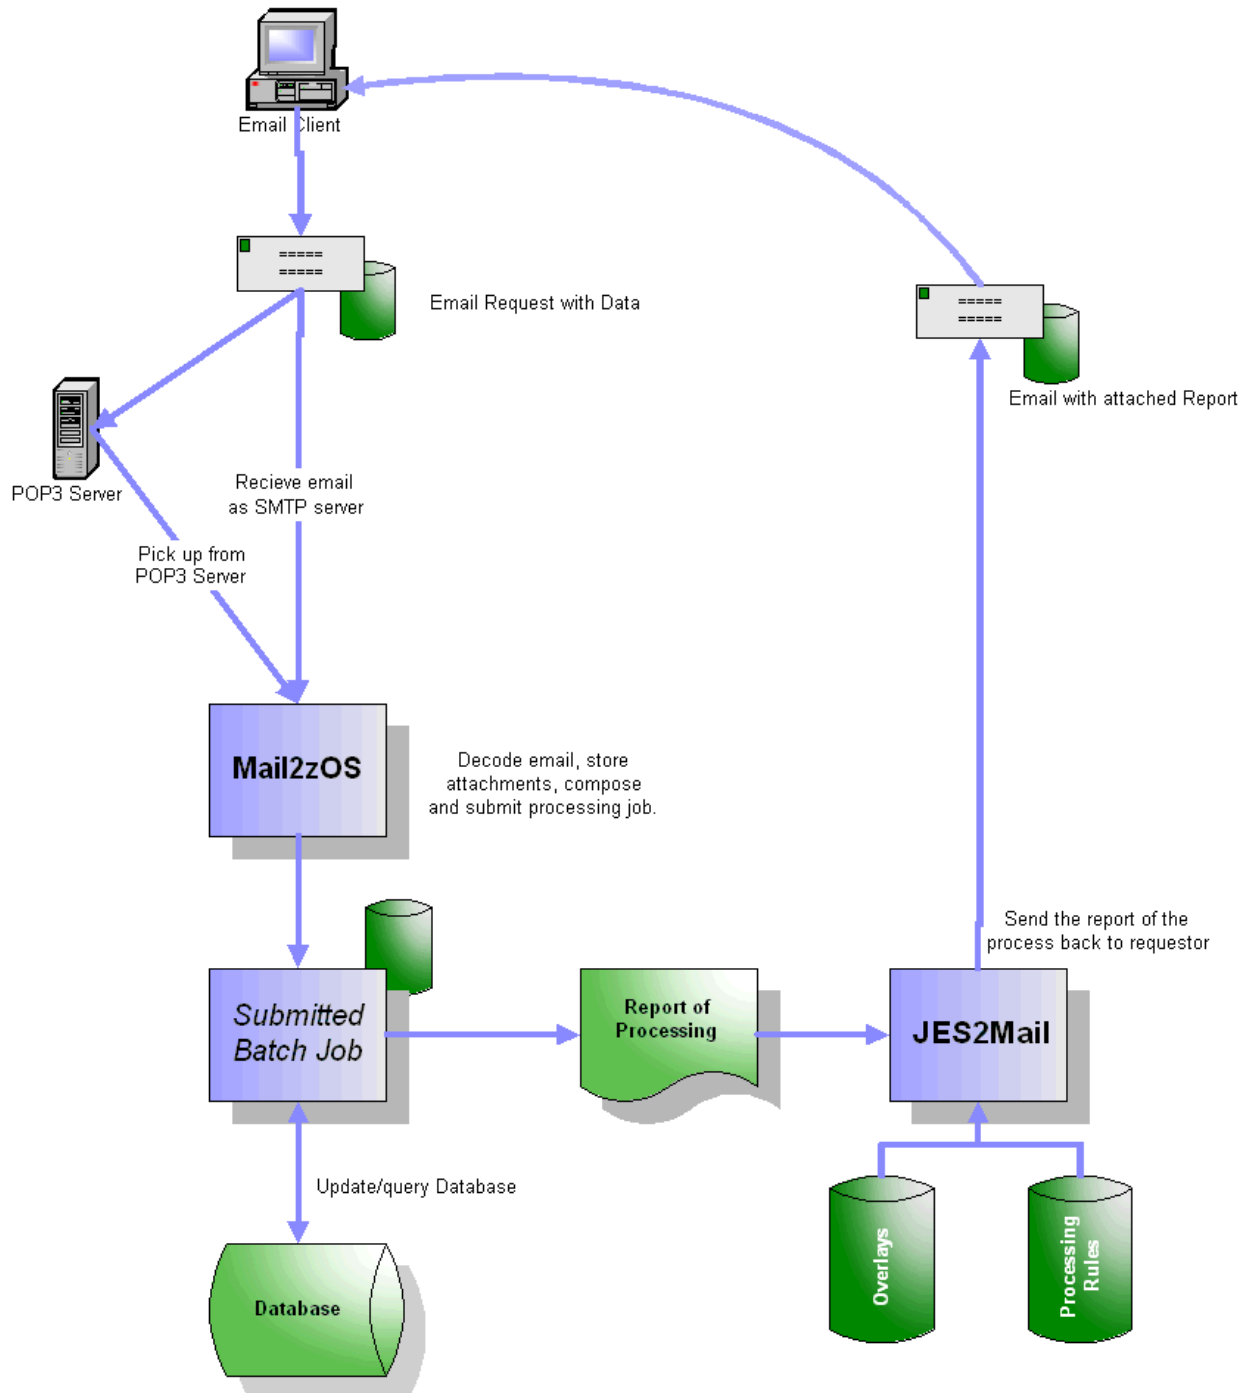 Email Client
=====
=====
Email Request with Data
=====
=====
Email with attached Report
POP3 Server
Recieve email
as SMTP server
Pick up from
POP3 Server
Mail2zOS
Decode email, store
attachments, compose
and submit processing job.
Send the report of the
process back to requestor
Submitted
Batch Job
Report of
Processing
JES2Mail
Update/query Database
Database
Overlays
Processing
Rules